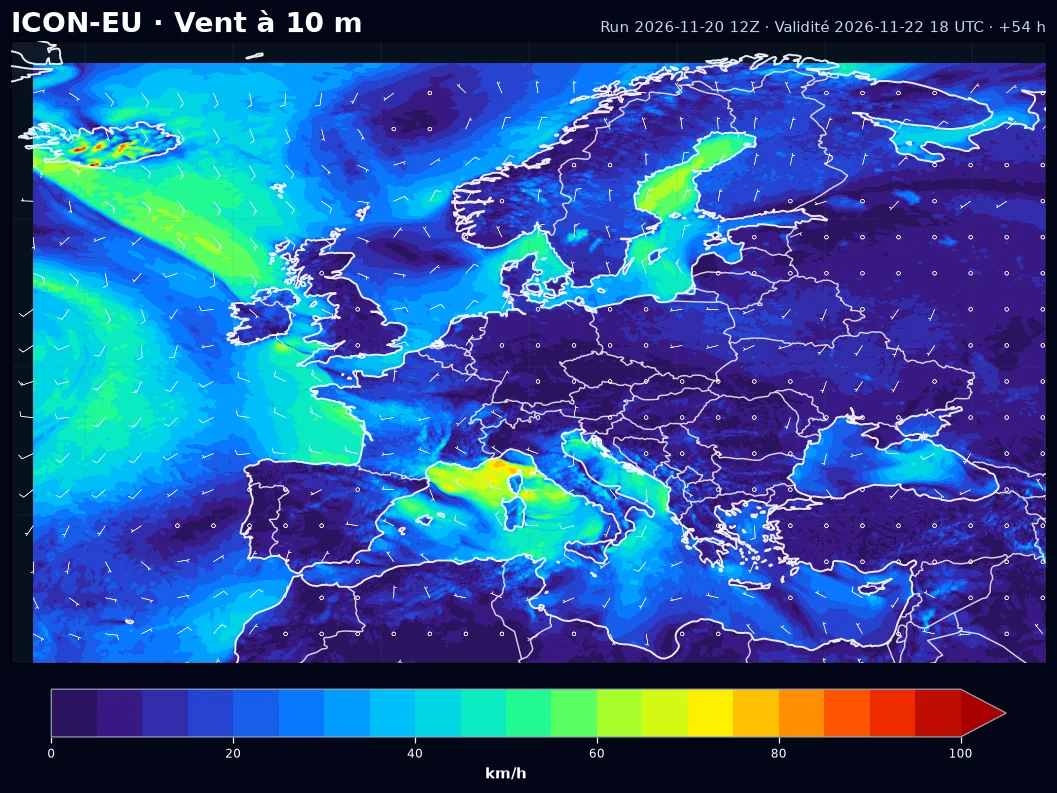 ICON-EU · Vent à 10 m
Run 2026-11-20 12Z · Validité 2026-11-22 18 UTC · +54 h
0 20 40 60 80 100
km/h